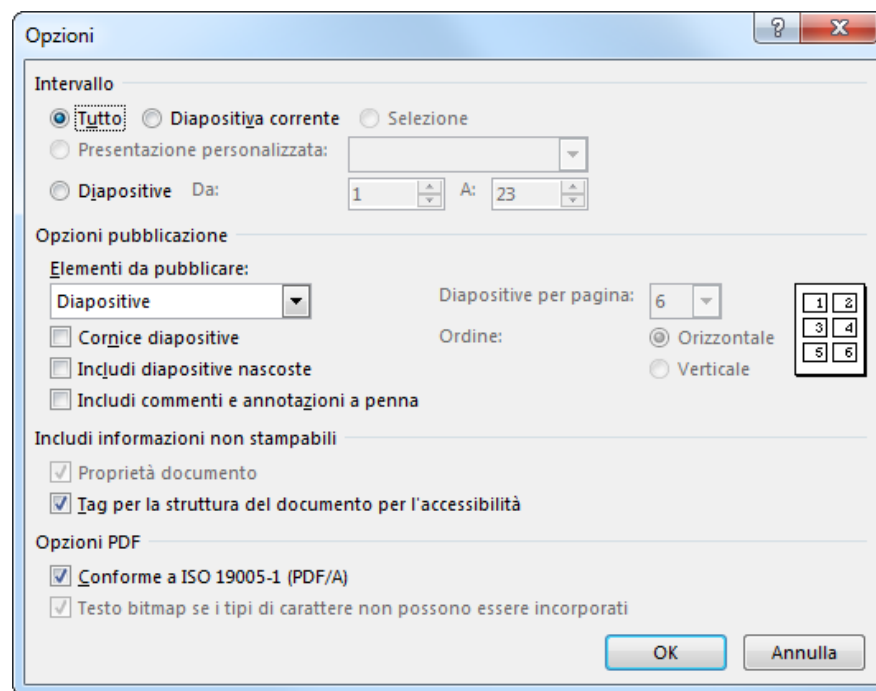 Opzioni
Intervallo
Tutto Diapositiva corrente Selezione
Presentazione personalizzata:
Diapositive Da: 1 A: 23
Opzioni pubblicazione
Elementi da pubblicare:
Diapositive Diapositive per pagina: 6
Cornice diapositive Ordine: Orizzontale
Includi diapositive nascoste Verticale
Includi commenti e annotazioni a penna
1 2
3 4
5 6
Includi informazioni non stampabili
Proprietà documento
Tag per la struttura del documento per l'accessibilità
Opzioni PDF
Conforme a ISO 19005-1 (PDF/A)
Testo bitmap se i tipi di carattere non possono essere incorporati
OK Annulla